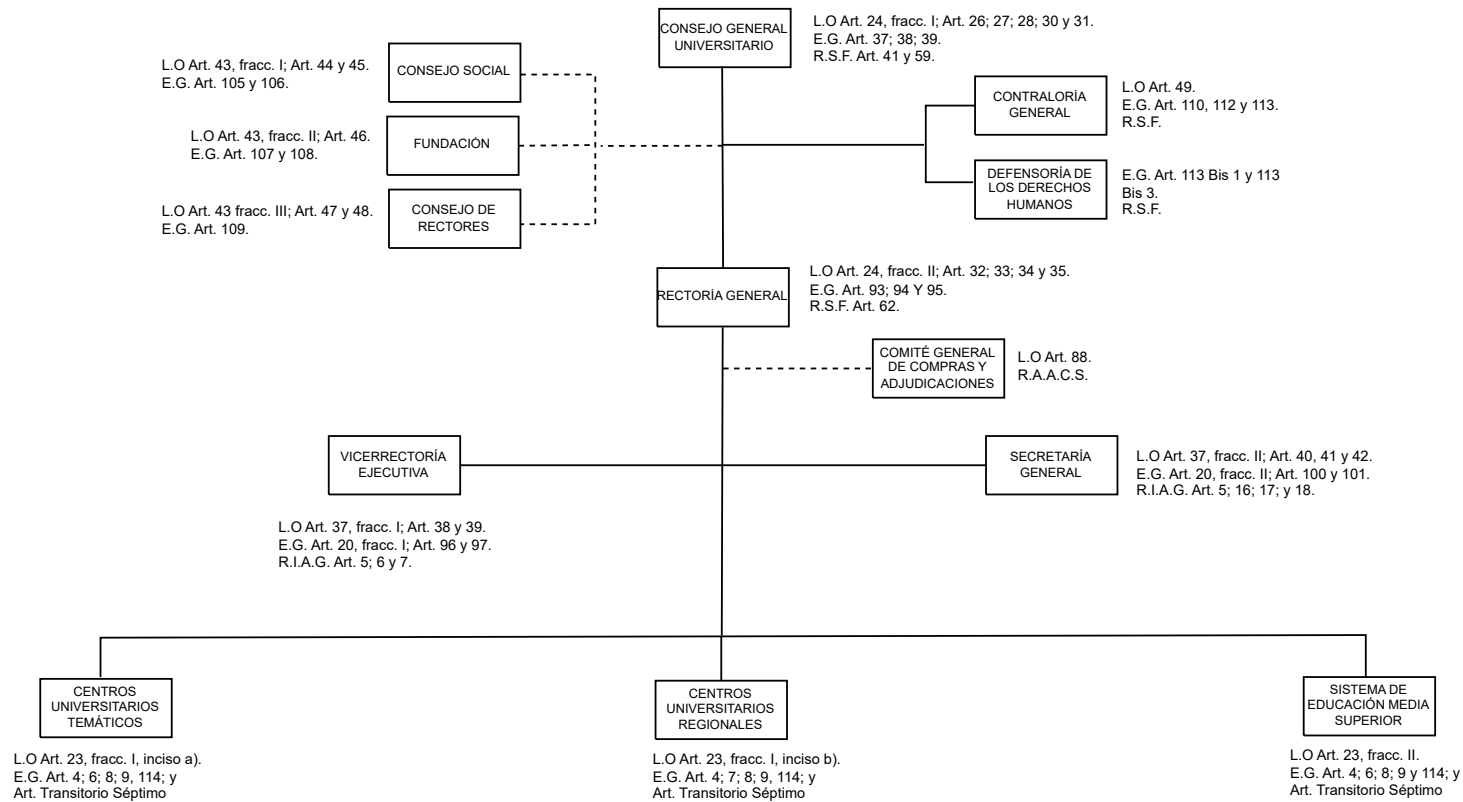 CONSEJO GENERAL
UNIVERSITARIO
L.O Art. 24, fracc. I; Art. 26; 27; 28; 30 y 31.
E.G. Art. 37; 38; 39.
R.S.F. Art. 41 y 59.
L.O Art. 43, fracc. I; Art. 44 y 45.
E.G. Art. 105 y 106.
CONSEJO SOCIAL
L.O Art. 43, fracc. II; Art. 46.
E.G. Art. 107 y 108.
FUNDACIÓN
L.O Art. 43 fracc. III; Art. 47 y 48.
E.G. Art. 109.
CONSEJO DE
RECTORES
CONTRALORÍA
GENERAL
L.O Art. 49.
E.G. Art. 110, 112 y 113.
R.S.F.
DEFENSORÍA DE
LOS DERECHOS
HUMANOS
E.G. Art. 113 Bis 1 y 113
Bis 3.
R.S.F.
RECTORÍA GENERAL
L.O Art. 24, fracc. II; Art. 32; 33; 34 y 35.
E.G. Art. 93; 94 Y 95.
R.S.F. Art. 62.
COMITÉ GENERAL
DE COMPRAS Y
ADJUDICACIONES
L.O Art. 88.
R.A.A.C.S.
VICERRECTORÍA
EJECUTIVA
L.O Art. 37, fracc. I; Art. 38 y 39.
E.G. Art. 20, fracc. I; Art. 96 y 97.
R.I.A.G. Art. 5; 6 y 7.
SECRETARÍA
GENERAL
L.O Art. 37, fracc. II; Art. 40, 41 y 42.
E.G. Art. 20, fracc. II; Art. 100 y 101.
R.I.A.G. Art. 5; 16; 17; y 18.
CENTROS
UNIVERSITARIOS
TEMÁTICOS
L.O Art. 23, fracc. I, inciso a).
E.G. Art. 4; 6; 8; 9, 114; y
Art. Transitorio Séptimo
CENTROS
UNIVERSITARIOS
REGIONALES
L.O Art. 23, fracc. I, inciso b).
E.G. Art. 4; 7; 8; 9, 114; y
Art. Transitorio Séptimo
SISTEMA DE
EDUCACIÓN MEDIA
SUPERIOR
L.O Art. 23, fracc. II.
E.G. Art. 4; 6; 8; 9 y 114; y
Art. Transitorio Séptimo